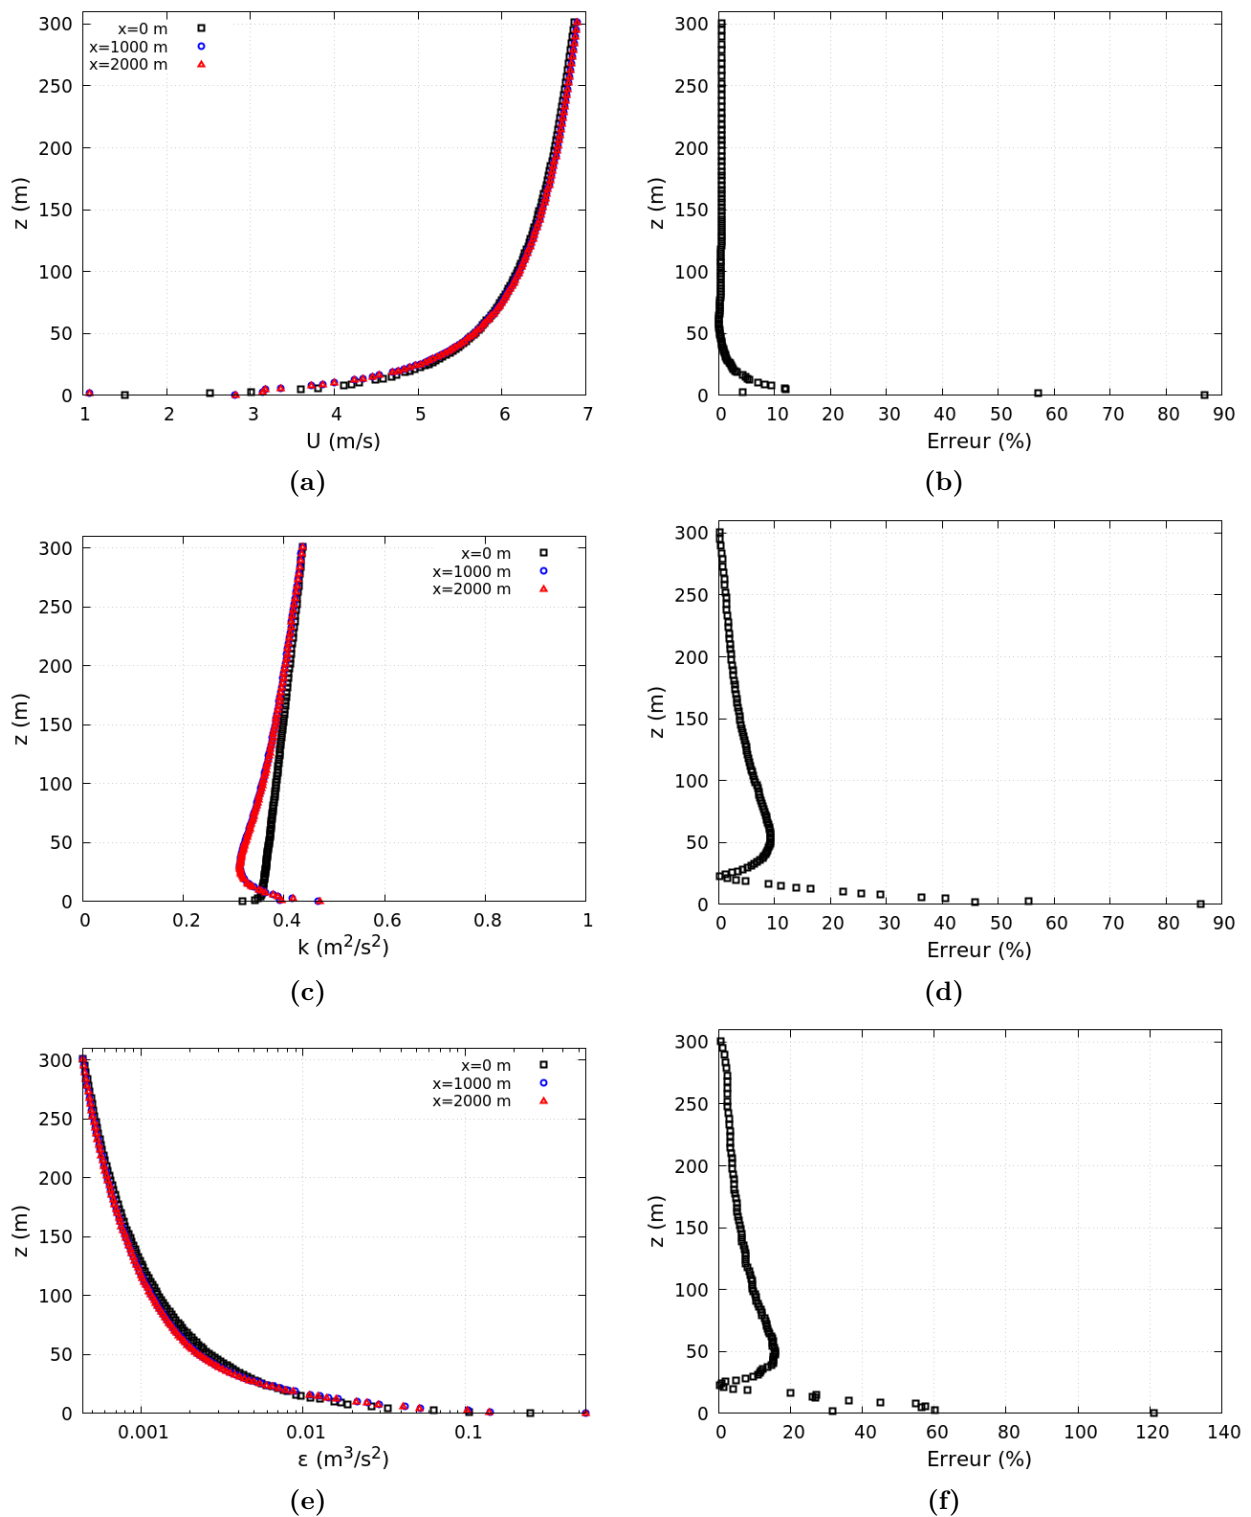 x=0 m
x=1000 m
x=2000 m
300
250
200
150
100
50
0
z (m)
1 2 3 4 5 6 7
U (m/s)
(a)
300
250
200
150
100
50
0
z (m)
0 10 20 30 40 50 60 70 80 90
Erreur (%)
(b)
x=0 m
x=1000 m
x=2000 m
300
250
200
150
100
50
0
z (m)
0 0.2 0.4 0.6 0.8 1
k (m²/s²)
(c)
300
250
200
150
100
50
0
z (m)
0 10 20 30 40 50 60 70 80 90
Erreur (%)
(d)
x=0 m
x=1000 m
x=2000 m
300
250
200
150
100
50
0
z (m)
0.001 0.01 0.1
ε (m³/s²)
(e)
300
250
200
150
100
50
0
z (m)
0 20 40 60 80 100 120 140
Erreur (%)
(f)